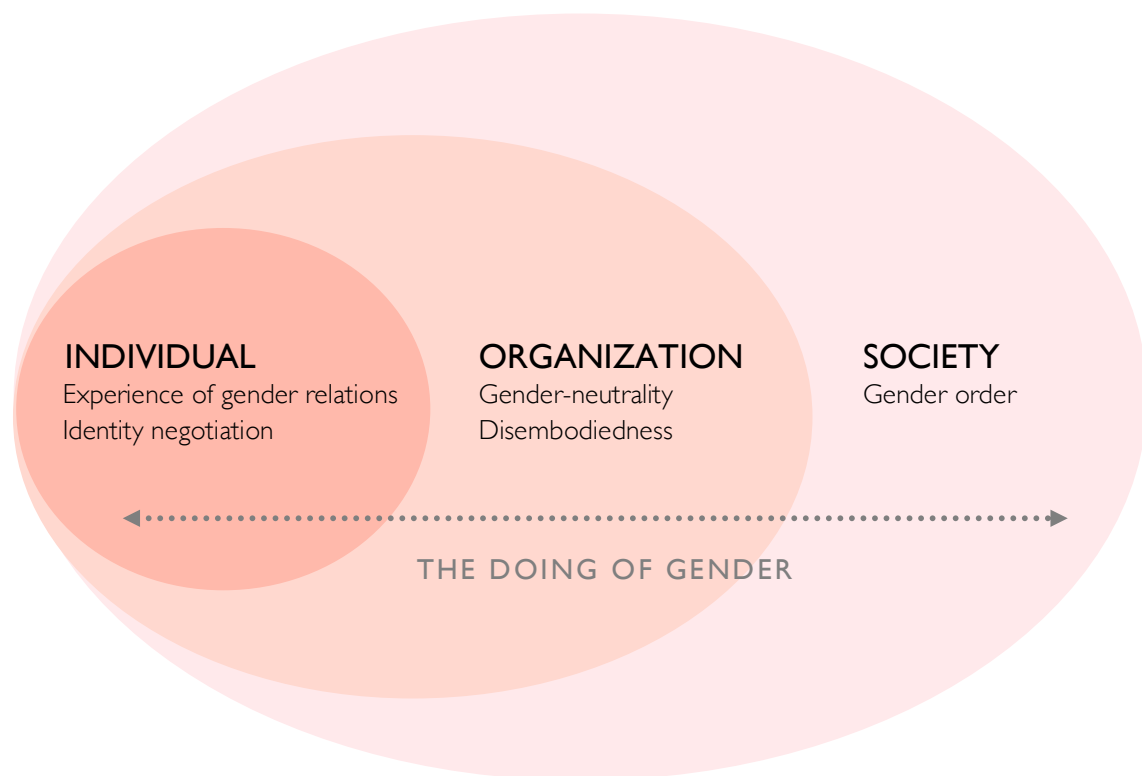 INDIVIDUAL
Experience of gender relations
Identity negotiation
ORGANIZATION
Gender-neutrality
Disembodiedness
SOCIETY
Gender order
THE DOING OF GENDER